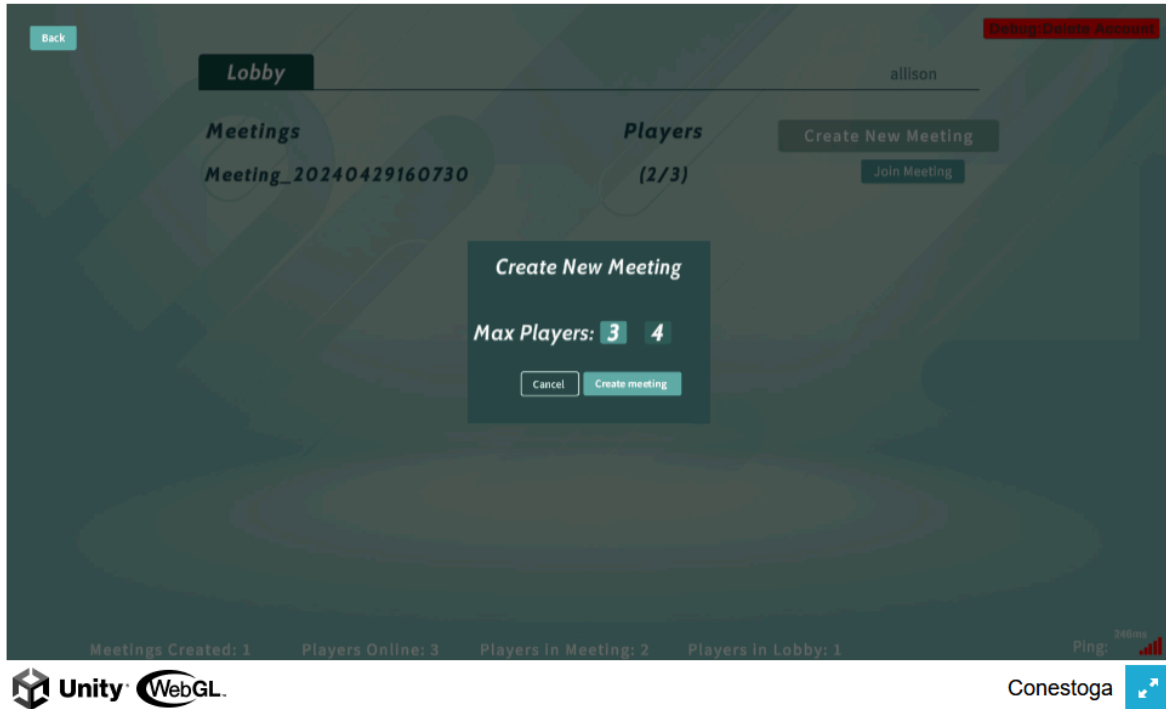 Back
Debug:Delete Account
Lobby
allison
Meetings Players
Create New Meeting
Meeting_20240429160730 (2/3)
Join Meeting
Create New Meeting
Max Players: 3 4
Cancel Create meeting
246ms
Meetings Created: 1 Players Online: 3 Players in Meeting: 2 Players in Lobby: 1 Ping:
Unity WebGL. Conestoga